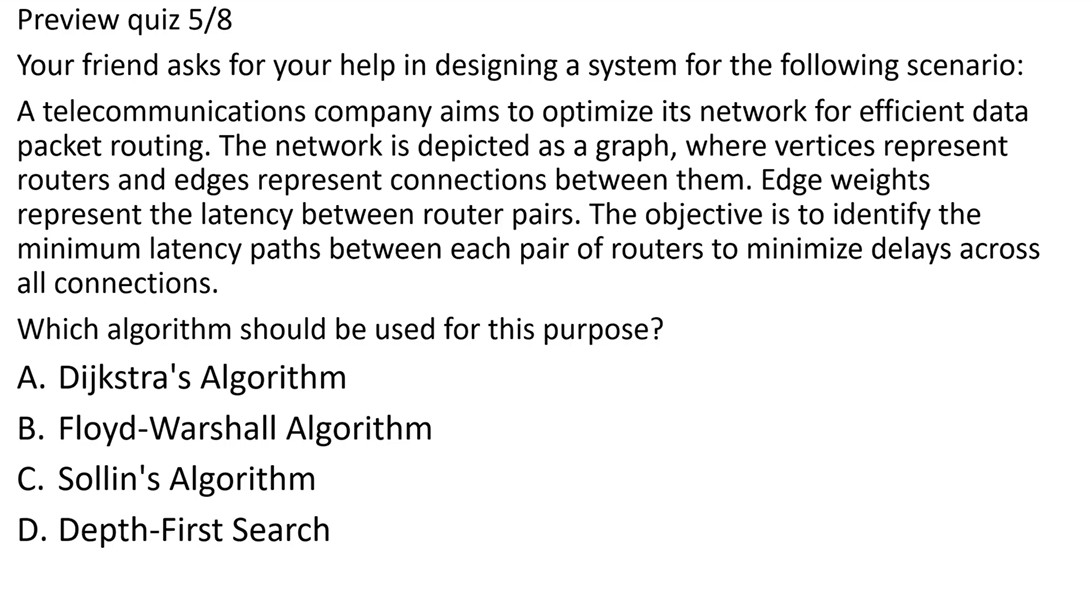 Preview quiz 5/8
Your friend asks for your help in designing a system for the following scenario:
A telecommunications company aims to optimize its network for efficient data
packet routing. The network is depicted as a graph, where vertices represent
routers and edges represent connections between them. Edge weights
represent the latency between router pairs. The objective is to identify the
minimum latency paths between each pair of routers to minimize delays across
all connections.
Which algorithm should be used for this purpose?
A. Dijkstra's Algorithm
B. Floyd-Warshall Algorithm
C. Sollin's Algorithm
D. Depth-First Search